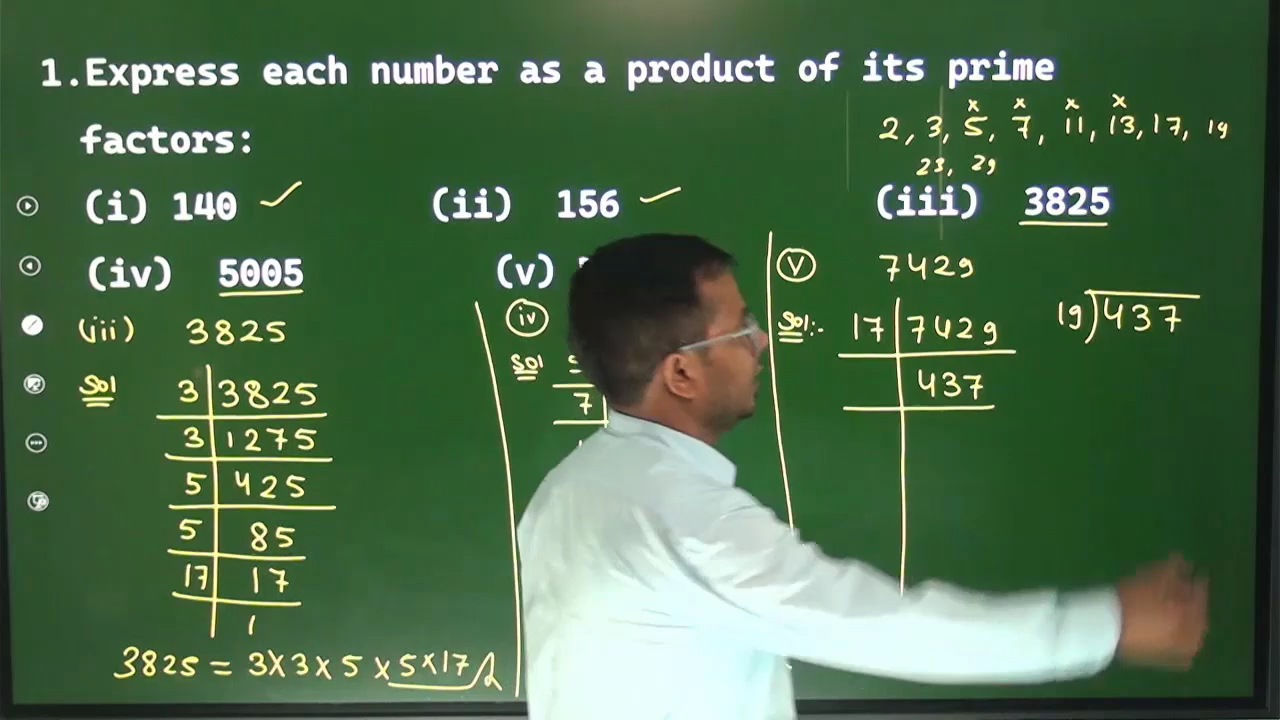 1.Express each number as a product of its prime
factors:
2, 3, 5, 7, 11, 13, 17, 19
x x x x
23, 29
(i) 140 ✓ (ii) 156 ✓ (iii) 3825
(iv) 5005 (v)
(iii) 3825
Sol
3 3825
3 1275
5 425
5 85
17 17
1
3825 = 3×3×5×5×17
(iv)
Sol
7
(v) 7429
Sol:-
17 7429
437
19)437